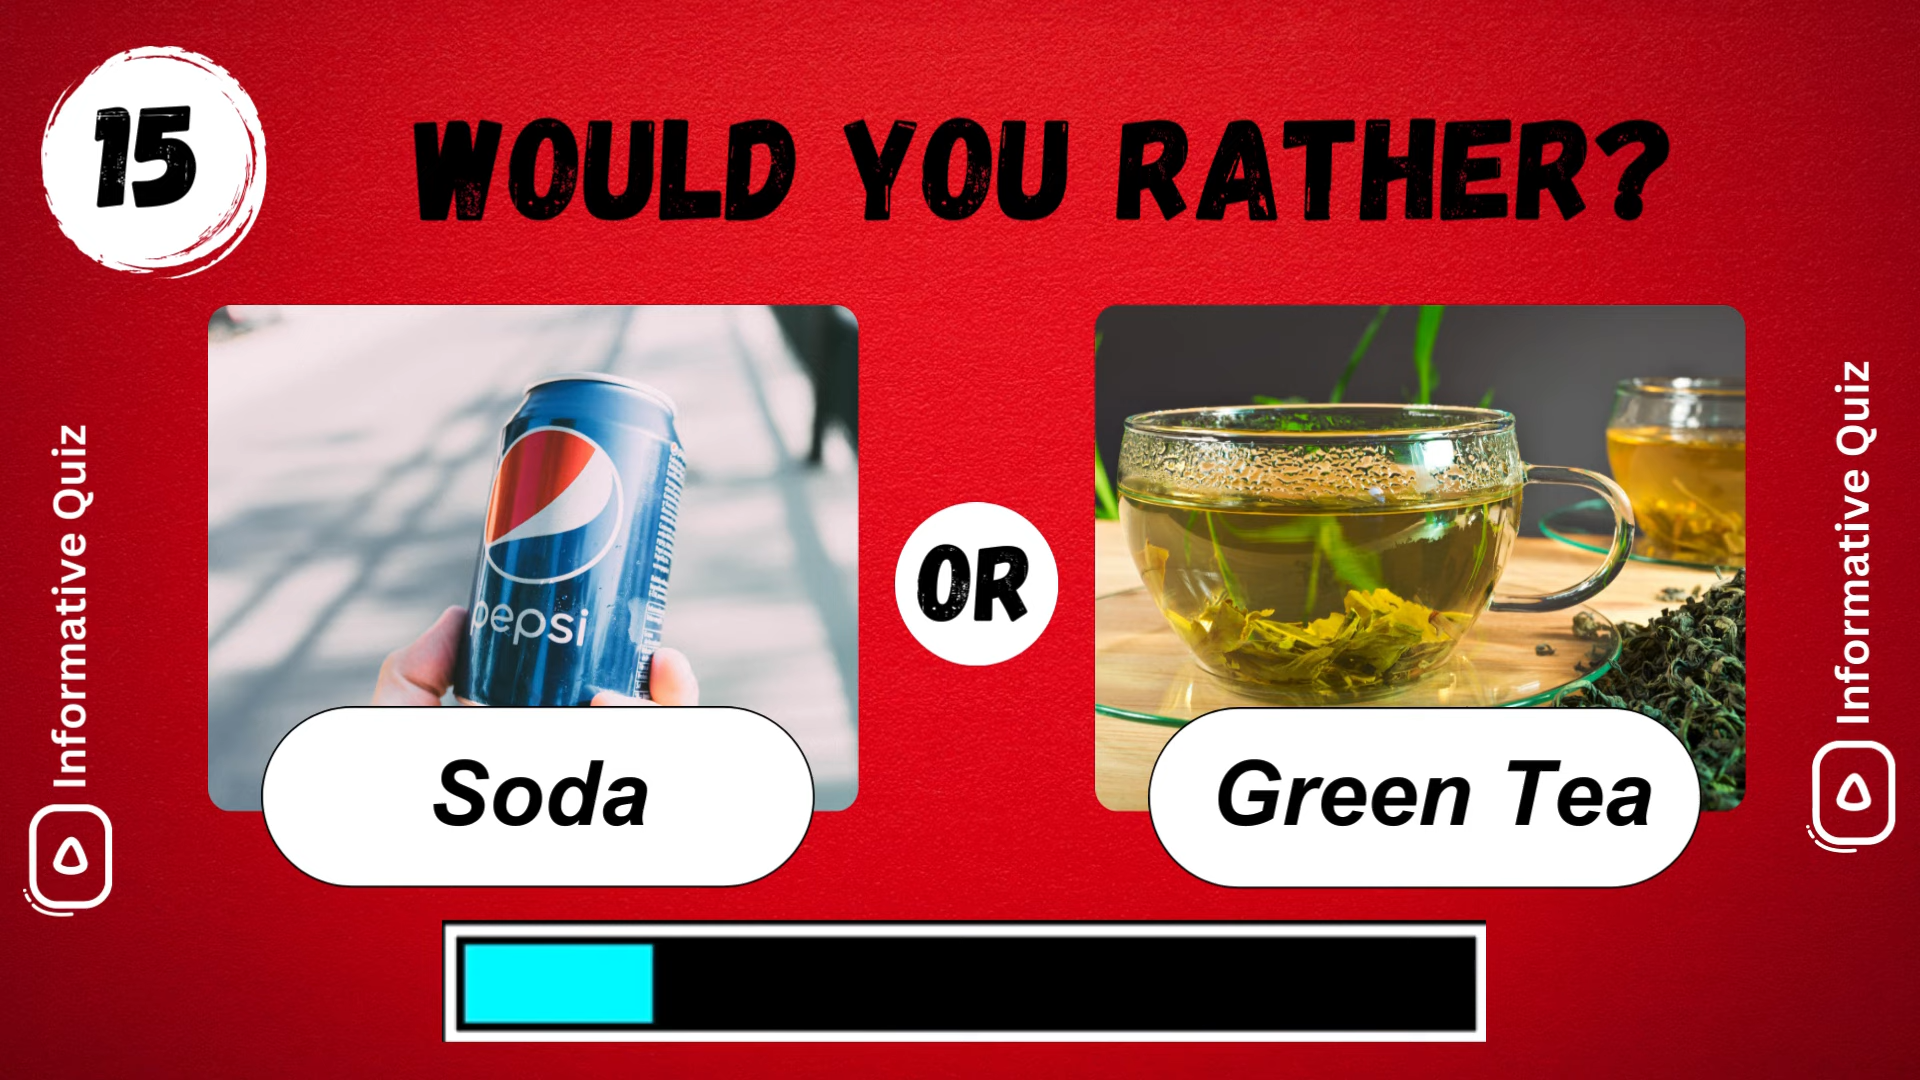 15
WOULD YOU RATHER?
Informative Quiz
pepsi
OR
Informative Quiz
Soda
Green Tea